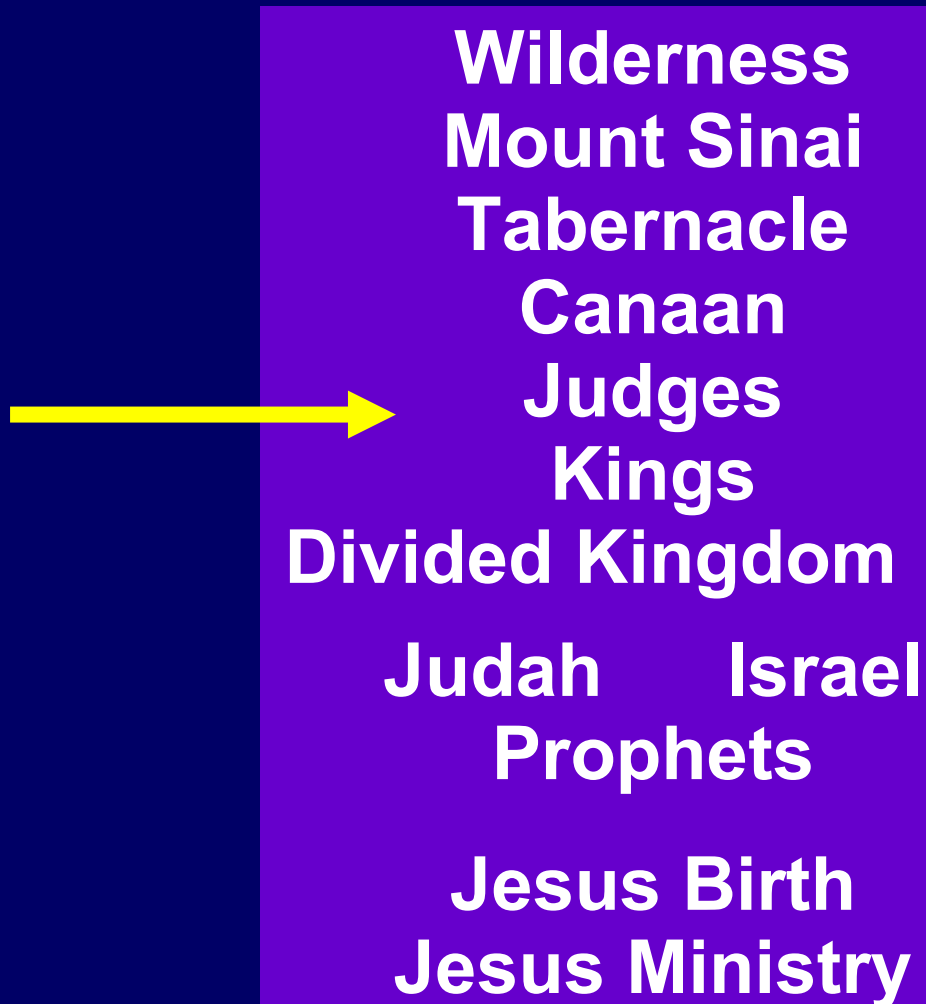 Wilderness
Mount Sinai
Tabernacle
Canaan
Judges
Kings
Divided Kingdom
Judah Israel
Prophets
Jesus Birth
Jesus Ministry